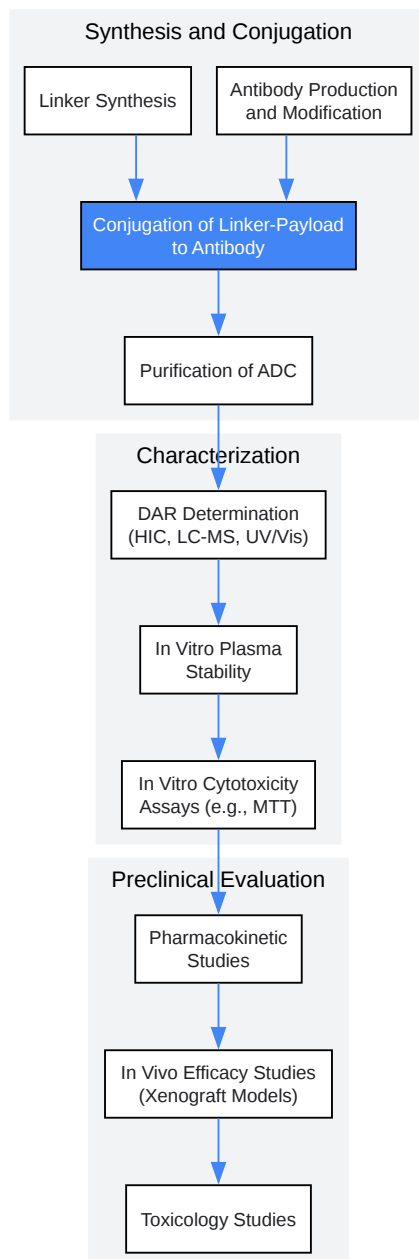 Synthesis and Conjugation
Linker Synthesis
Antibody Production
and Modification
Conjugation of Linker-Payload
to Antibody
Purification of ADC
Characterization
DAR Determination
(HIC, LC-MS, UV/Vis)
In Vitro Plasma
Stability
In Vitro Cytotoxicity
Assays (e.g., MTT)
Preclinical Evaluation
Pharmacokinetic
Studies
In Vivo Efficacy Studies
(Xenograft Models)
Toxicology Studies